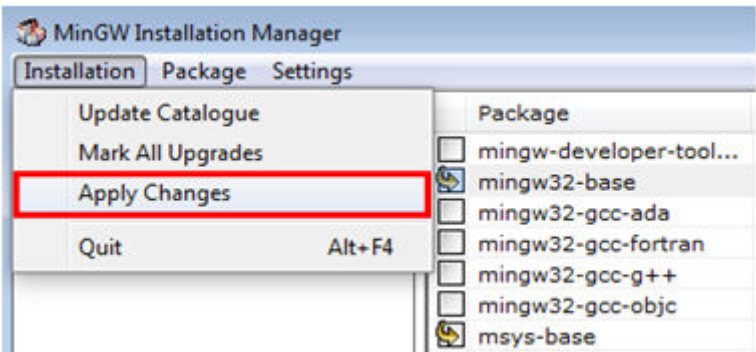 MinGW Installation Manager
Installation Package Settings
Update Catalogue
Mark All Upgrades
Apply Changes
Quit Alt+F4
Package
mingw-developer-tool...
mingw32-base
mingw32-gcc-ada
mingw32-gcc-fortran
mingw32-gcc-g++
mingw32-gcc-objc
msys-base